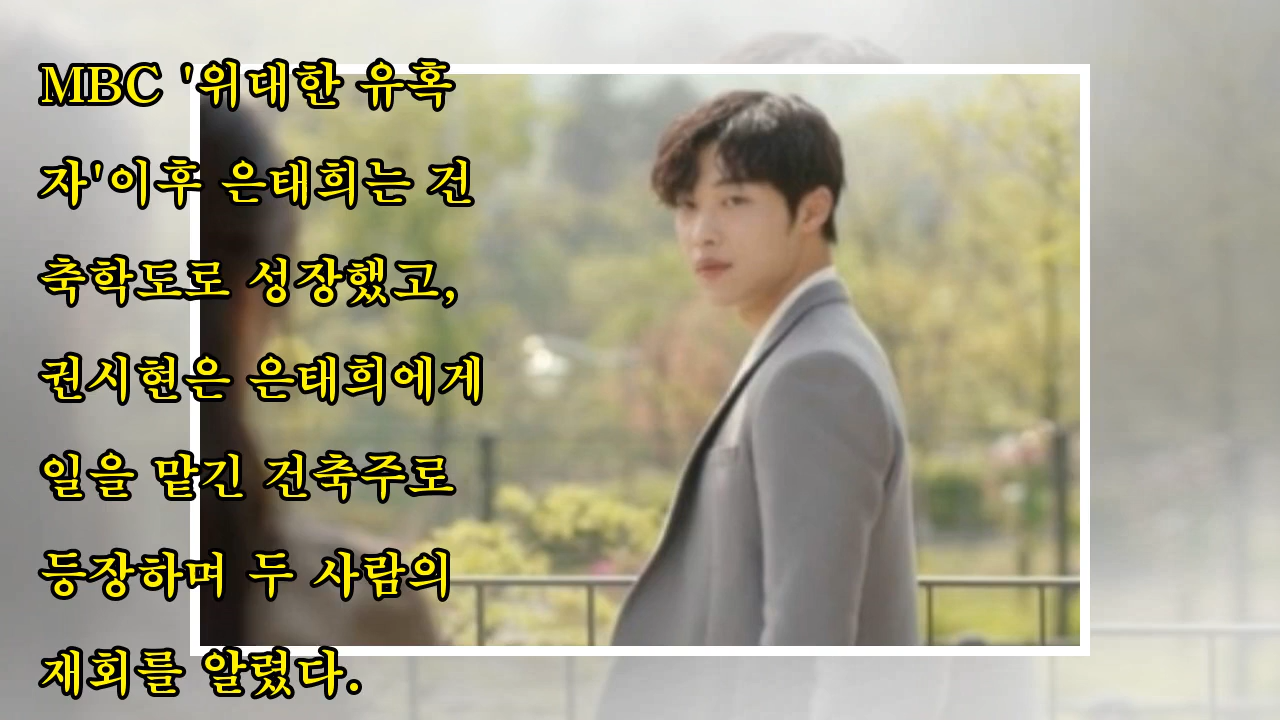 MBC '위대한 유혹
자'이후 은태희는 건
축학도로 성장했고,
권시현은 은태희에게
일을 맡긴 건축주로
등장하며 두 사람의
재회를 알렸다.